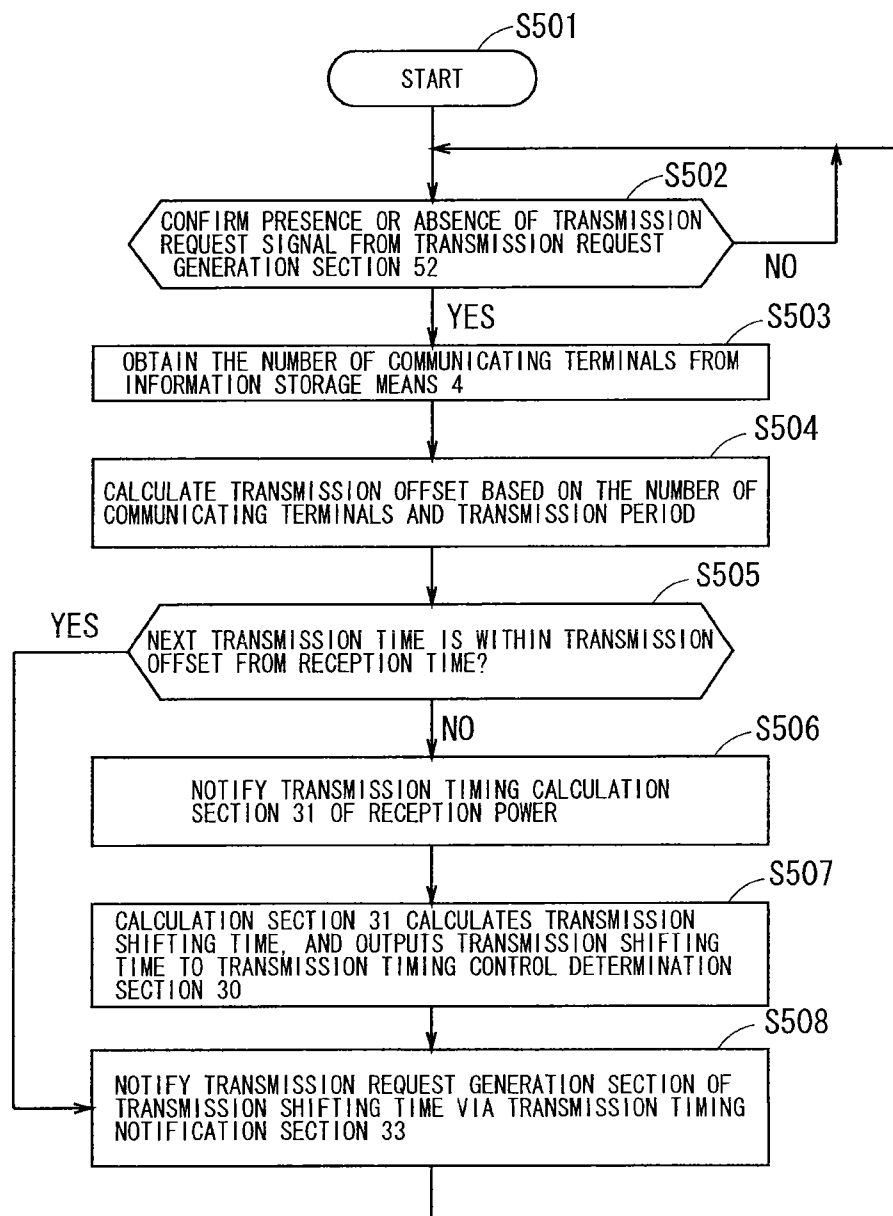 S501
START
S502
CONFIRM PRESENCE OR ABSENCE OF TRANSMISSION
REQUEST SIGNAL FROM TRANSMISSION REQUEST
GENERATION SECTION 52
NO
YES
S503
OBTAIN THE NUMBER OF COMMUNICATING TERMINALS FROM
INFORMATION STORAGE MEANS 4
S504
CALCULATE TRANSMISSION OFFSET BASED ON THE NUMBER OF
COMMUNICATING TERMINALS AND TRANSMISSION PERIOD
S505
YES
NEXT TRANSMISSION TIME IS WITHIN TRANSMISSION
OFFSET FROM RECEPTION TIME?
NO
S506
NOTIFY TRANSMISSION TIMING CALCULATION
SECTION 31 OF RECEPTION POWER
S507
CALCULATION SECTION 31 CALCULATES TRANSMISSION
SHIFTING TIME, AND OUTPUTS TRANSMISSION SHIFTING
TIME TO TRANSMISSION TIMING CONTROL DETERMINATION
SECTION 30
S508
NOTIFY TRANSMISSION REQUEST GENERATION SECTION OF
TRANSMISSION SHIFTING TIME VIA TRANSMISSION TIMING
NOTIFICATION SECTION 33